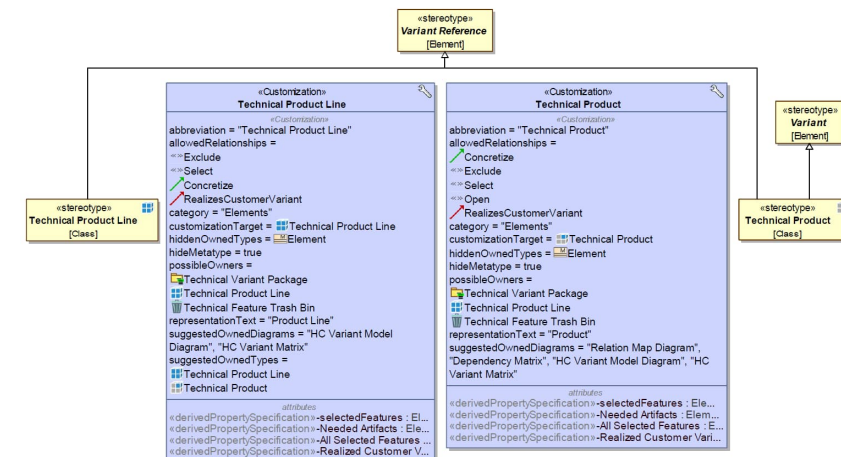 «stereotype»
Variant Reference
[Element]
«Customization»
Technical Product Line
«Customization»
abbreviation = "Technical Product Line"
allowedRelationships =
Exclude
Select
Concretize
RealizesCustomerVariant
category = "Elements"
customizationTarget = Technical Product Line
hiddenOwnedTypes = Element
hideMetatype = true
possibleOwners =
Technical Variant Package
Technical Product Line
Technical Feature Trash Bin
representationText = "Product Line"
suggestedOwnedDiagrams = "HC Variant Model
Diagram", "HC Variant Matrix"
suggestedOwnedTypes =
Technical Product Line
Technical Product
attributes
«derivedPropertySpecification»-selectedFeatures : El...
«derivedPropertySpecification»-Needed Artifacts : Ele...
«derivedPropertySpecification»-All Selected Features ...
«derivedPropertySpecification»-Realized Customer V...
«Customization»
Technical Product
«Customization»
abbreviation = "Technical Product"
allowedRelationships =
Concretize
Exclude
Select
Open
RealizesCustomerVariant
category = "Elements"
customizationTarget = Technical Product
hiddenOwnedTypes = Element
hideMetatype = true
possibleOwners =
Technical Variant Package
Technical Product Line
Technical Feature Trash Bin
representationText = "Product"
suggestedOwnedDiagrams = "Relation Map Diagram",
"Dependency Matrix", "HC Variant Model Diagram", "HC
Variant Matrix"
attributes
«derivedPropertySpecification»-selectedFeatures : Ele...
«derivedPropertySpecification»-Needed Artifacts : Elem...
«derivedPropertySpecification»-All Selected Features : E...
«derivedPropertySpecification»-Realized Customer Vari...
«stereotype»
Variant
[Element]
«stereotype»
Technical Product Line
[Class]
«stereotype»
Technical Product
[Class]